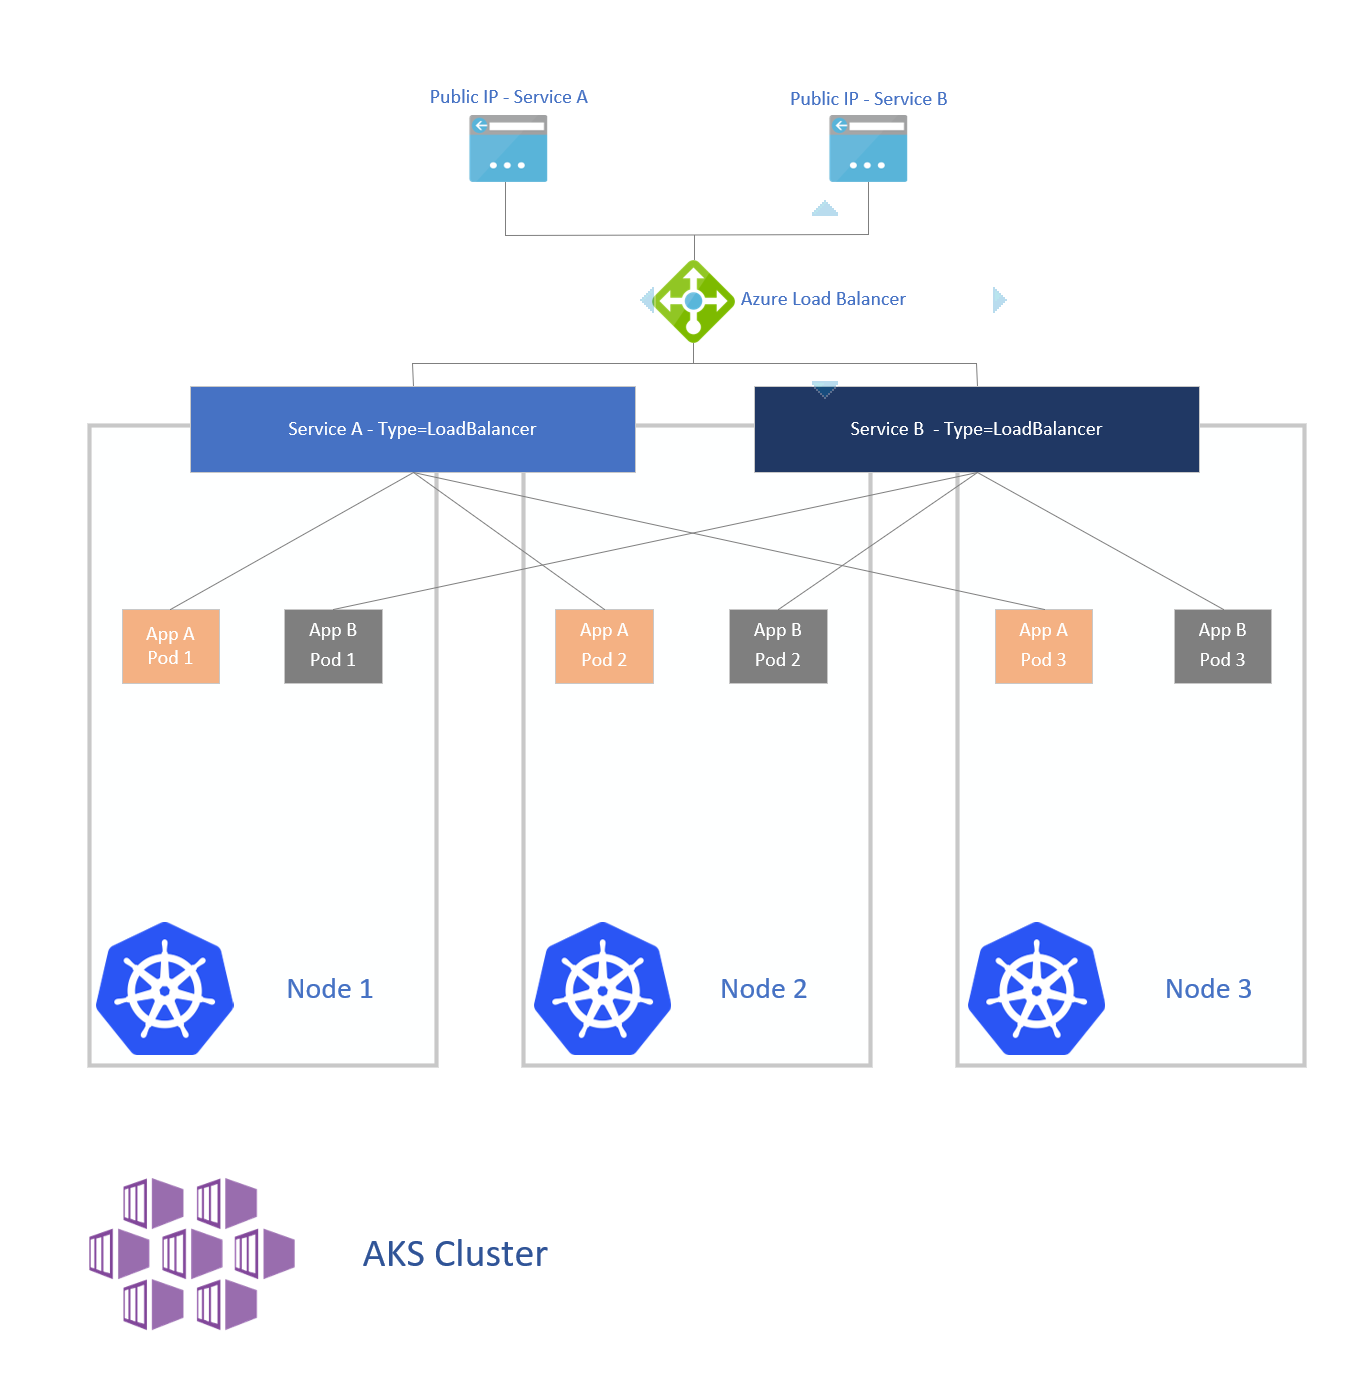 Public IP - Service A
Public IP - Service B
Azure Load Balancer
Service A - Type=LoadBalancer
Service B  - Type=LoadBalancer
App A
Pod 1
App B
Pod 1
App A
Pod 2
App B
Pod 2
App A
Pod 3
App B
Pod 3
Node 1
Node 2
Node 3
AKS Cluster